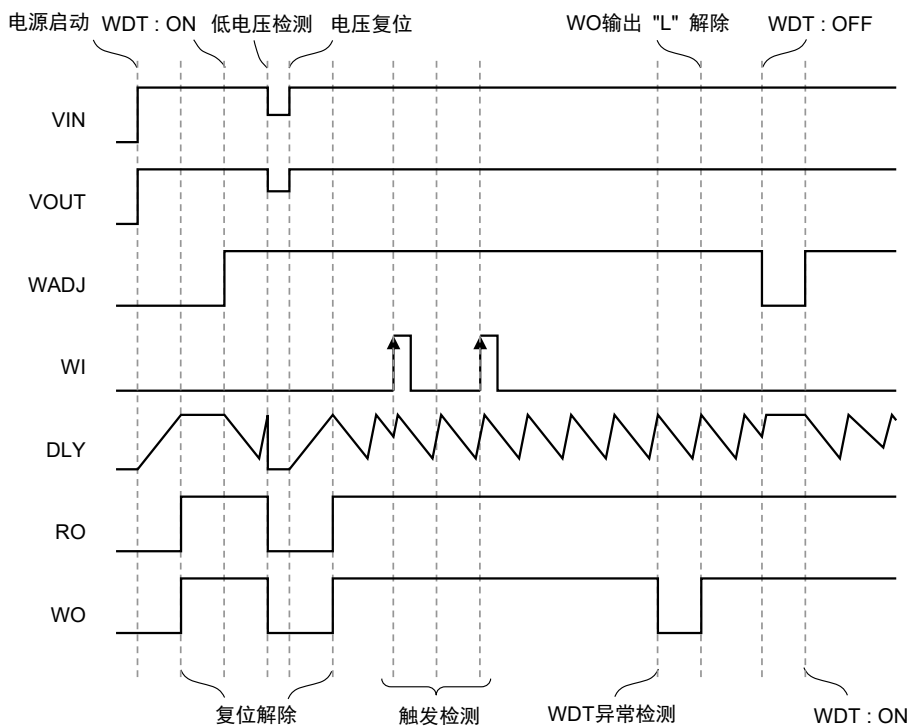 电源启动 WDT : ON 低电压检测 电压复位 WO输出 "L" 解除 WDT : OFF
VIN
VOUT
WADJ
WI
DLY
RO
WO
复位解除 触发检测 WDT异常检测 WDT : ON